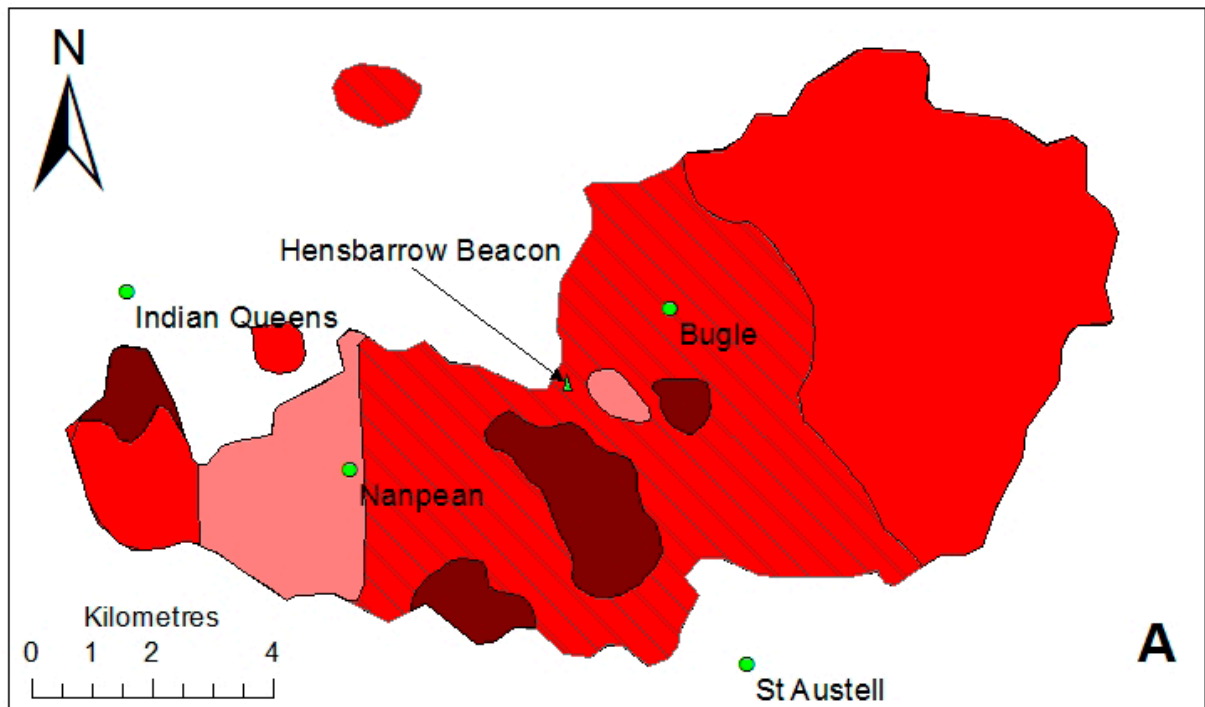 N
Hensbarrow Beacon
Indian Queens
Bugle
Nanpean
Kilometres
0 1 2 4
St Austell
A